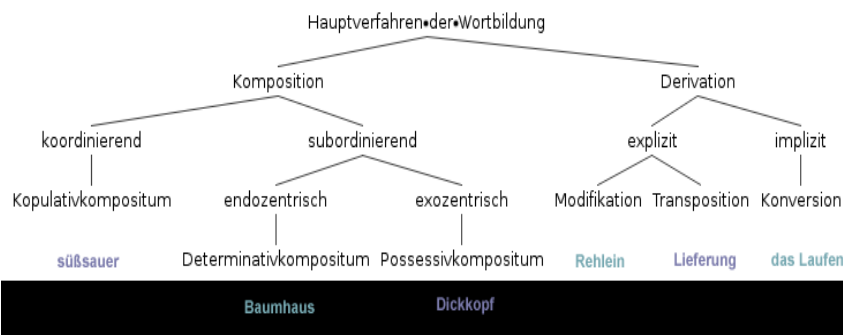 Hauptverfahren•der•Wortbildung
Komposition Derivation
koordinierend subordinierend explizit implizit
Kopulativkompositum endozentrisch exozentrisch Modifikation Transposition Konversion
süßsauer Determinativkompositum Possessivkompositum Rehlein Lieferung das Laufen
Baumhaus Dickkopf